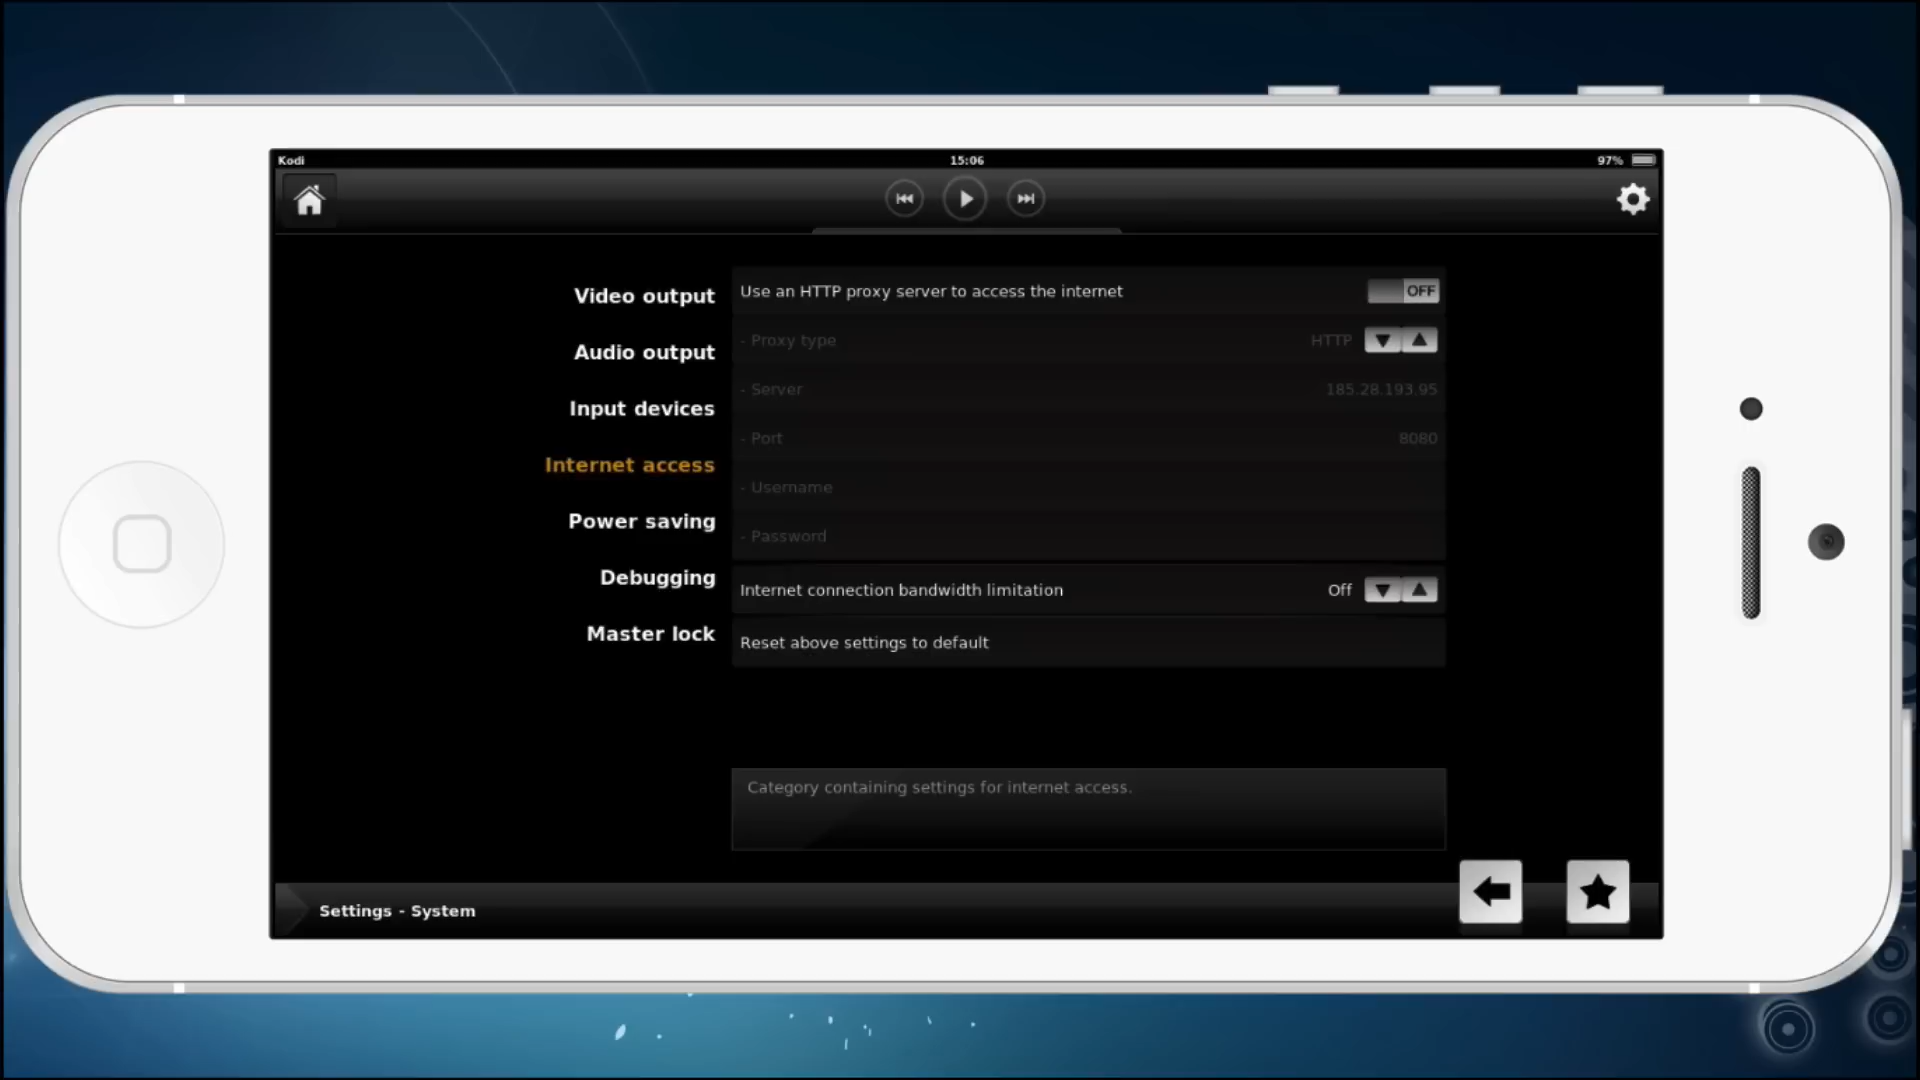 Kodi
15:06
97%
Video output
Audio output
Input devices
Internet access
Power saving
Debugging
Master lock
Use an HTTP proxy server to access the internet OFF
- Proxy type HTTP
- Server 185.28.193.95
- Port 8080
- Username
- Password
Internet connection bandwidth limitation Off
Reset above settings to default
Category containing settings for internet access.
Settings - System